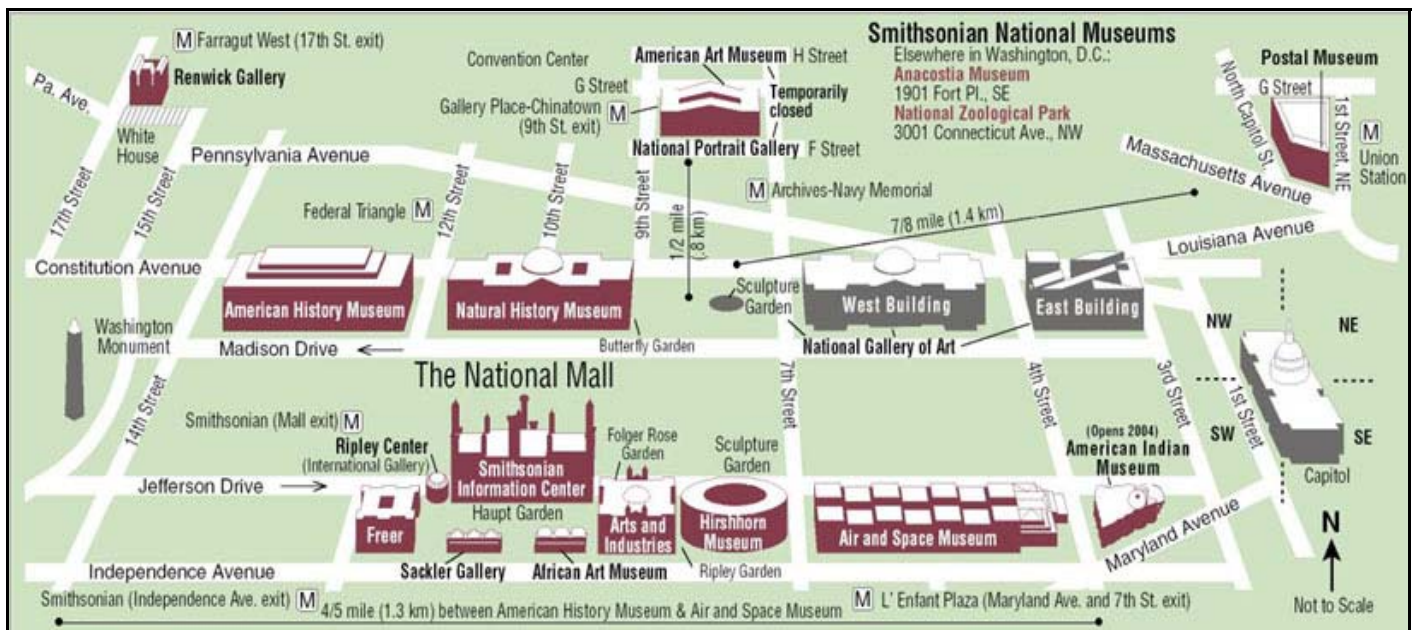 Smithsonian National Museums
Elsewhere in Washington, D.C.:
Anacostia Museum
1901 Fort Pl., SE
National Zoological Park
3001 Connecticut Ave., NW
M Farragut West (17th St. exit)
Renwick Gallery
Pa. Ave.
White
House
17th Street
15th Street
Pennsylvania Avenue
Convention Center
American Art Museum H Street
G Street
Gallery Place-Chinatown
(9th St. exit) M
Temporarily
closed
National Portrait Gallery F Street
Postal Museum
G Street
North Capitol St.
1st Street, NE
M
Union
Station
Massachusetts Avenue
Louisiana Avenue
M Archives-Navy Memorial
7/8 mile (1.4 km)
1/2 mile
(.8 km)
Federal Triangle M
12th Street
10th Street
9th Street
Constitution Avenue
American History Museum
Natural History Museum
Sculpture
Garden
West Building
East Building
National Gallery of Art
Butterfly Garden
Washington
Monument
Madison Drive
14th Street
The National Mall
7th Street
4th Street
3rd Street
1st Street
NW
NE
SW
SE
Capitol
Smithsonian (Mall exit) M
Ripley Center
(International Gallery)
Smithsonian
Information Center
Haupt Garden
Folger Rose
Garden
Sculpture
Garden
(Opens 2004)
American Indian
Museum
Jefferson Drive
Freer
Sackler Gallery
African Art Museum
Arts and
Industries
Hirshhorn
Museum
Ripley Garden
Air and Space Museum
Maryland Avenue
Independence Avenue
Smithsonian (Independence Ave. exit) M
4/5 mile (1.3 km) between American History Museum & Air and Space Museum
M L' Enfant Plaza (Maryland Ave. and 7th St. exit)
N
Not to Scale